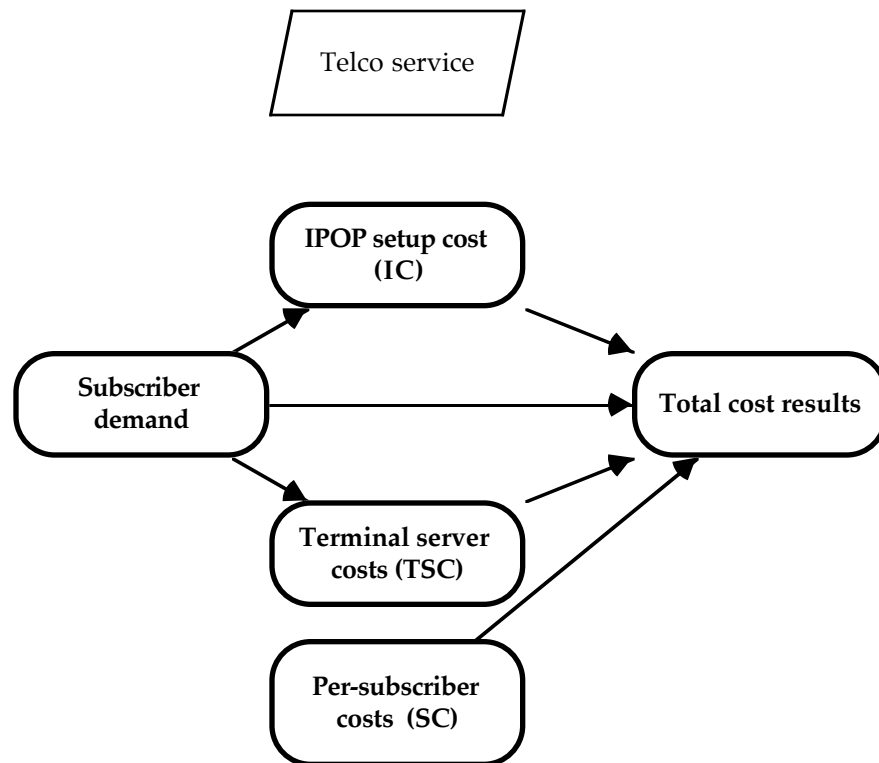 Telco service
IPOP setup cost
(IC)
Subscriber
demand
Total cost results
Terminal server
costs (TSC)
Per-subscriber
costs (SC)